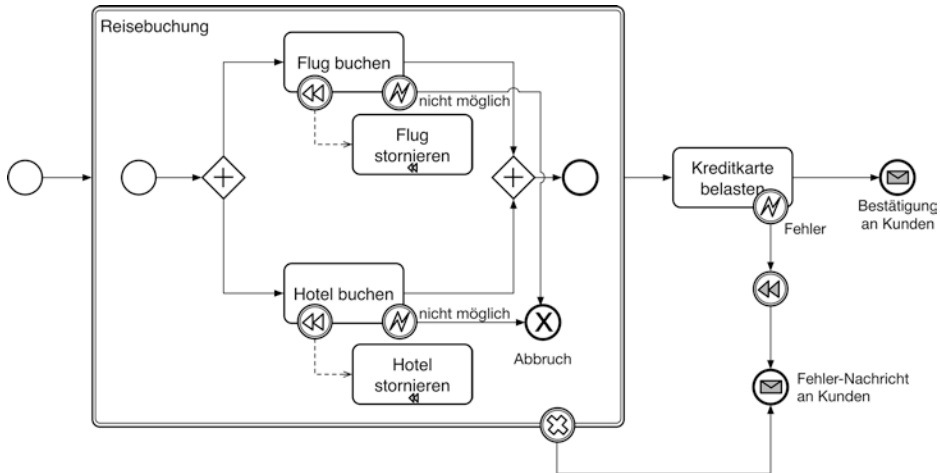 Reisebuchung
Flug buchen
nicht möglich
Flug
stornieren
Kreditkarte
belasten
Bestätigung
an Kunden
Fehler
Hotel buchen
nicht möglich
Abbruch
Hotel
stornieren
Fehler-Nachricht
an Kunden